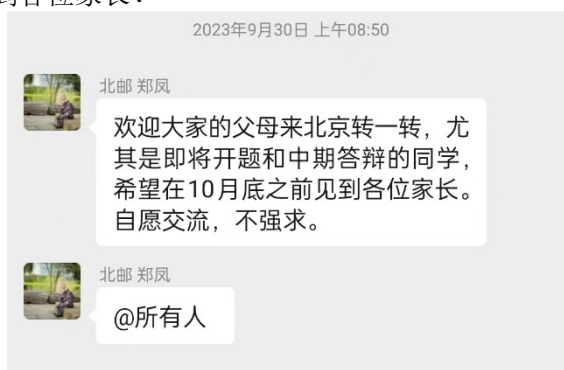 到各位家长！
2023年9月30日 上午08:50
北邮 郑凤
欢迎大家的父母来北京转一转，尤
其是即将开题和中期答辩的同学，
希望在10月底之前见到各位家长。
自愿交流，不强求。
北邮 郑凤
@所有人